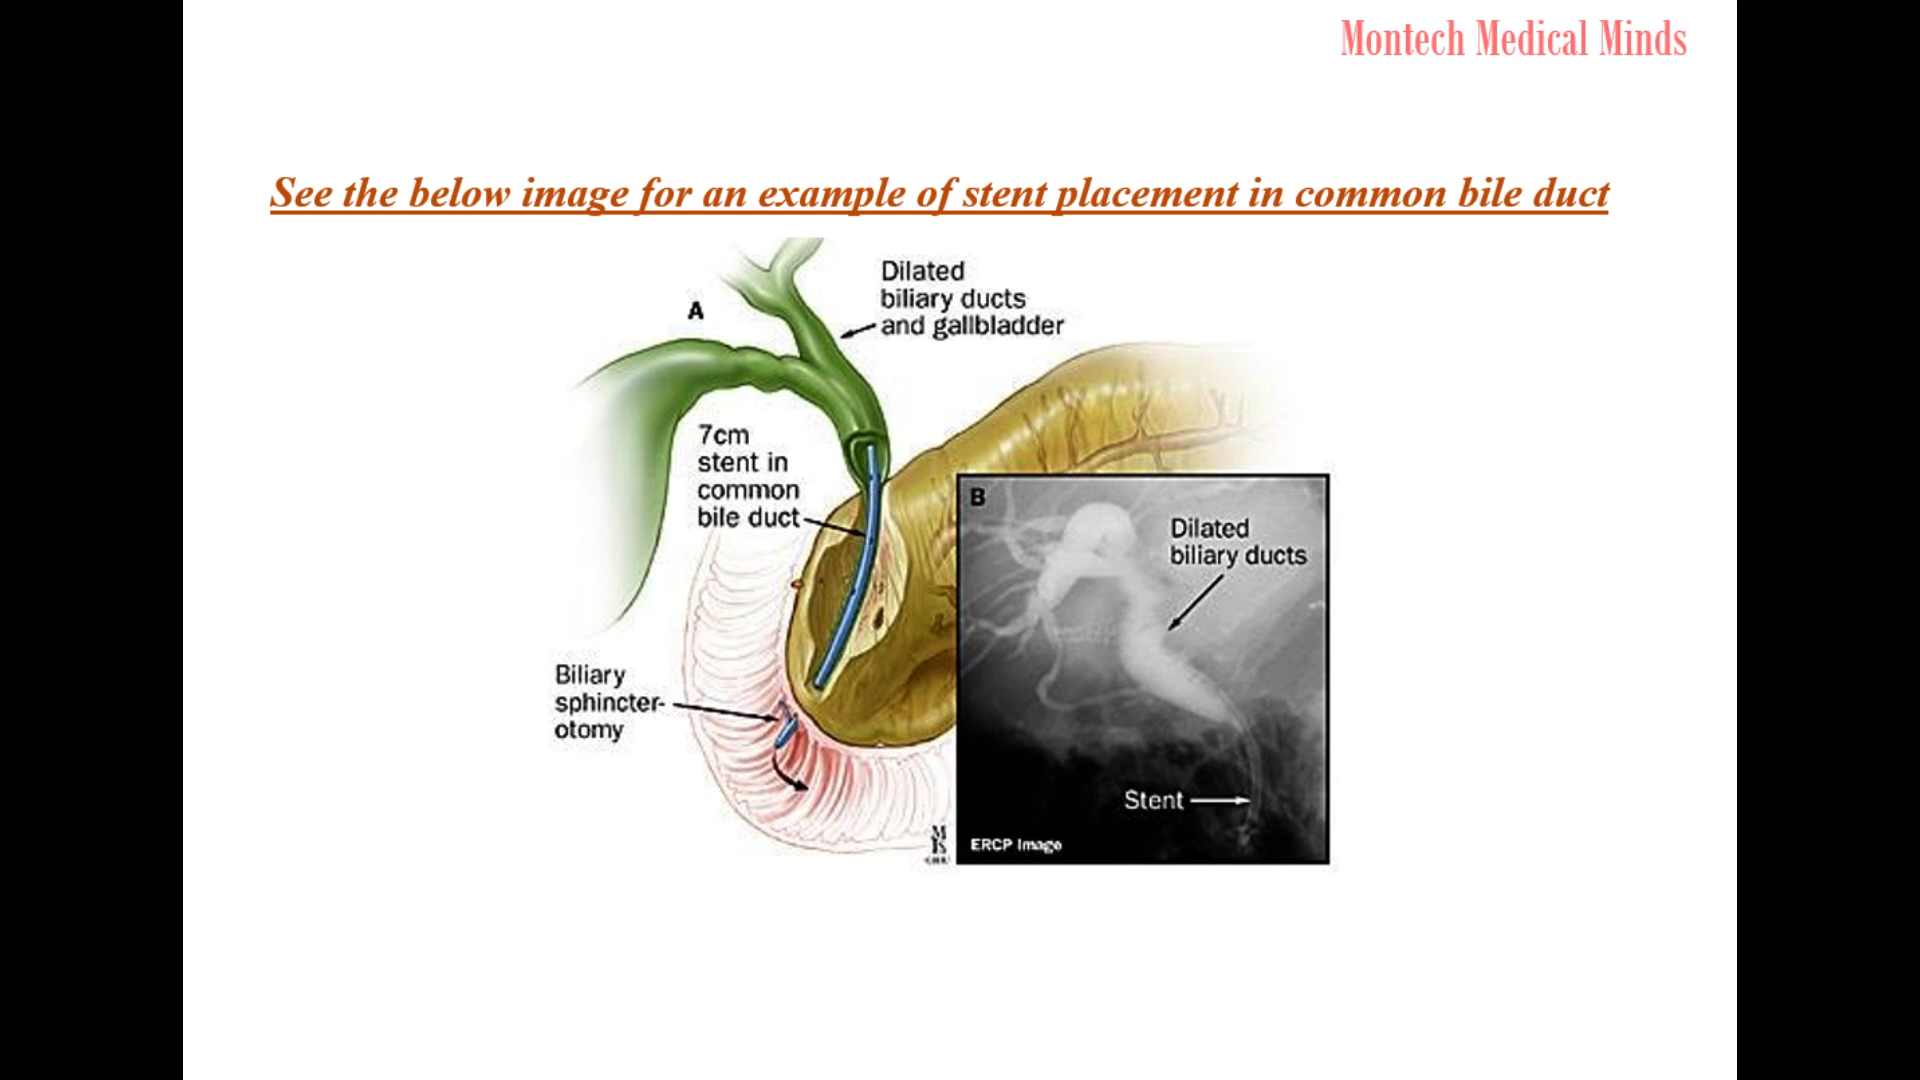 Montech Medical Minds
See the below image for an example of stent placement in common bile duct
A
Dilated
biliary ducts
and gallbladder
7cm
stent in
common
bile duct
Biliary
sphincter-
otomy
B
Dilated
biliary ducts
Stent
ERCP Image